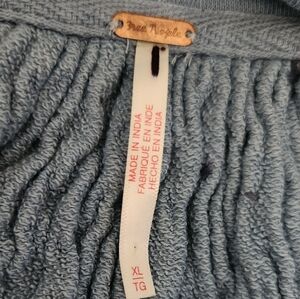 Free People
MADE IN INDIA
FABRIQUÉ EN INDE
HECHO EN INDIA
XL
TG